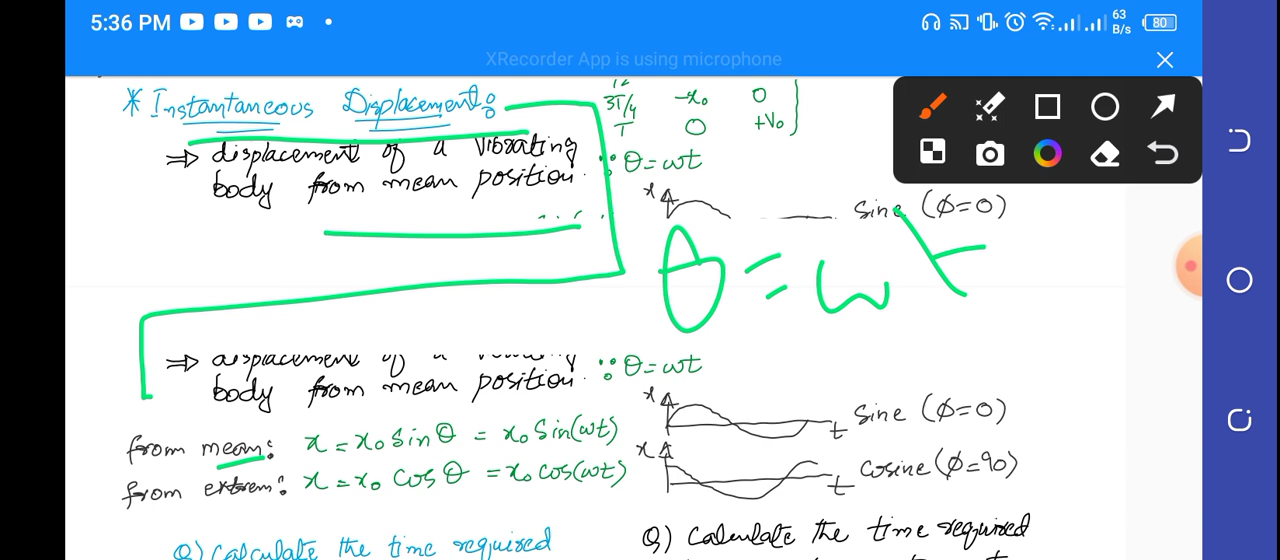 5:36 PM
63 B/s
80
XRecorder App is using microphone
* Instantaneous Displacement:
3T/4 -x₀ 0
T 0 +V₀
⇒ displacement of a vibrating
body from mean position.
∵ θ = ωt
x
sine (ϕ=0)
θ = ωt
body from mean position.
∵ θ = ωt
x
t
sine (ϕ=0)
from mean: x = x₀ sin θ = x₀ sin(ωt)
x
t
cosine (ϕ=90)
from extrem: x = x₀ cos θ = x₀ cos(ωt)
Q) Calculate the time required
Q) Calculate the time required